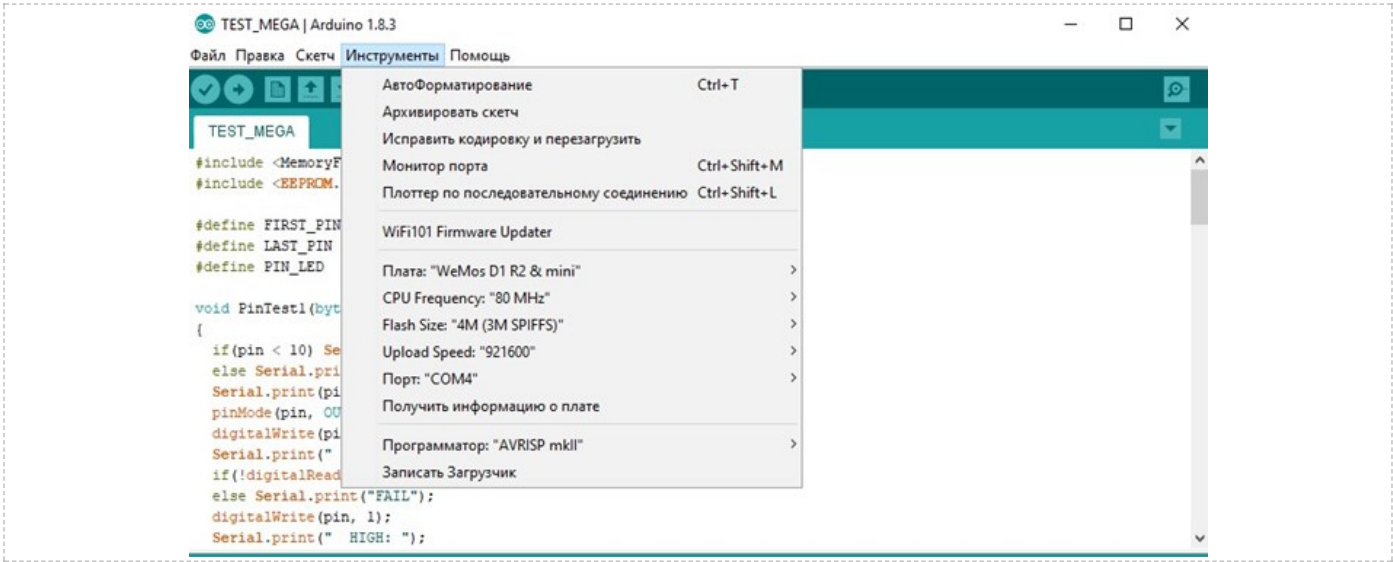 TEST_MEGA | Arduino 1.8.3
Файл Правка Скетч Инструменты Помощь
TEST_MEGA
АвтоФорматирование Ctrl+T
Архивировать скетч
Исправить кодировку и перезагрузить
Монитор порта Ctrl+Shift+M
Плоттер по последовательному соединению Ctrl+Shift+L
WiFi101 Firmware Updater
Плата: "WeMos D1 R2 & mini"
CPU Frequency: "80 MHz"
Flash Size: "4M (3M SPIFFS)"
Upload Speed: "921600"
Порт: "COM4"
Получить информацию о плате
Программатор: "AVRISP mkII"
Записать Загрузчик
#include <MemoryF
#include <EEPROM.
#define FIRST_PIN
#define LAST_PIN
#define PIN_LED
void PinTest1(byt
{
if(pin < 10) Se
else Serial.pri
Serial.print(pi
pinMode(pin, OU
digitalWrite(pi
Serial.print("
if(!digitalRead
else Serial.print("FAIL");
digitalWrite(pin, 1);
Serial.print("  HIGH: ");